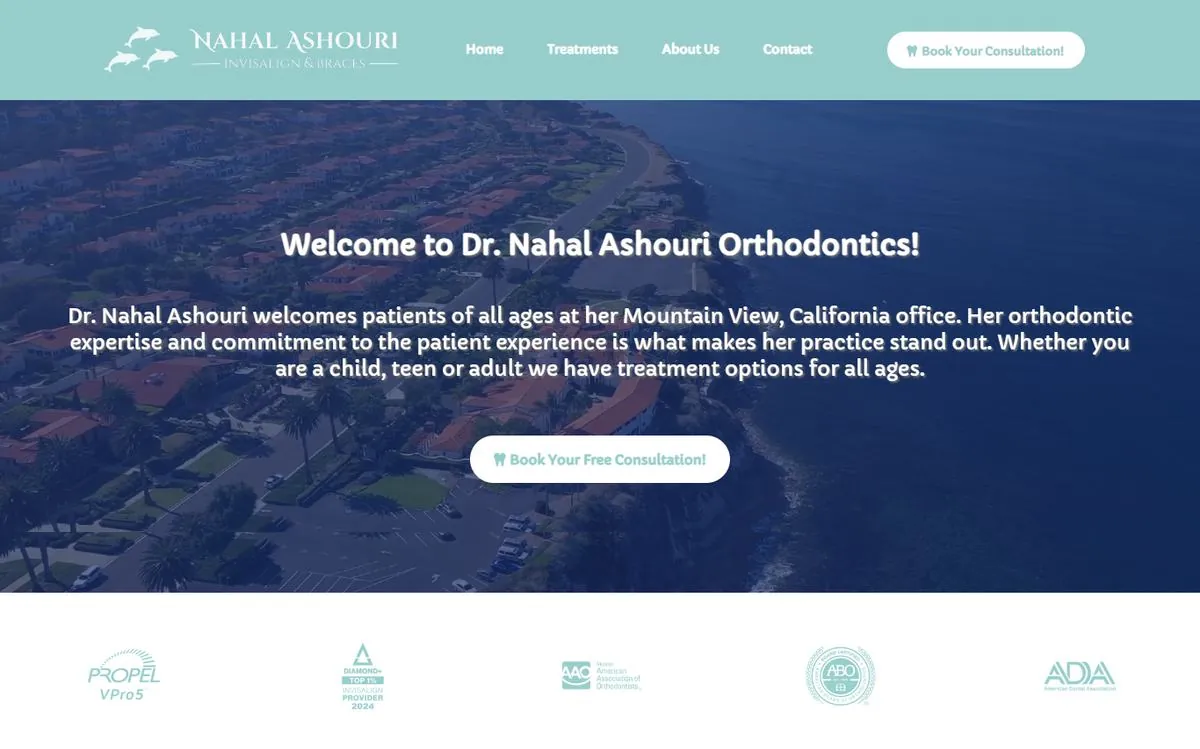 NAHAL ASHOURI
INVISALIGN & BRACES
Home
Treatments
About Us
Contact
Book Your Consultation!
Welcome to Dr. Nahal Ashouri Orthodontics!
Dr. Nahal Ashouri welcomes patients of all ages at her Mountain View, California office. Her orthodontic
expertise and commitment to the patient experience is what makes her practice stand out. Whether you
are a child, teen or adult we have treatment options for all ages.
Book Your Free Consultation!
PROPEL
VPro5
DIAMOND+
TOP 1%
INVISALIGN
PROVIDER
2024
AAO
American
Association of
Orthodontists
ABO
ADA
American Dental Association